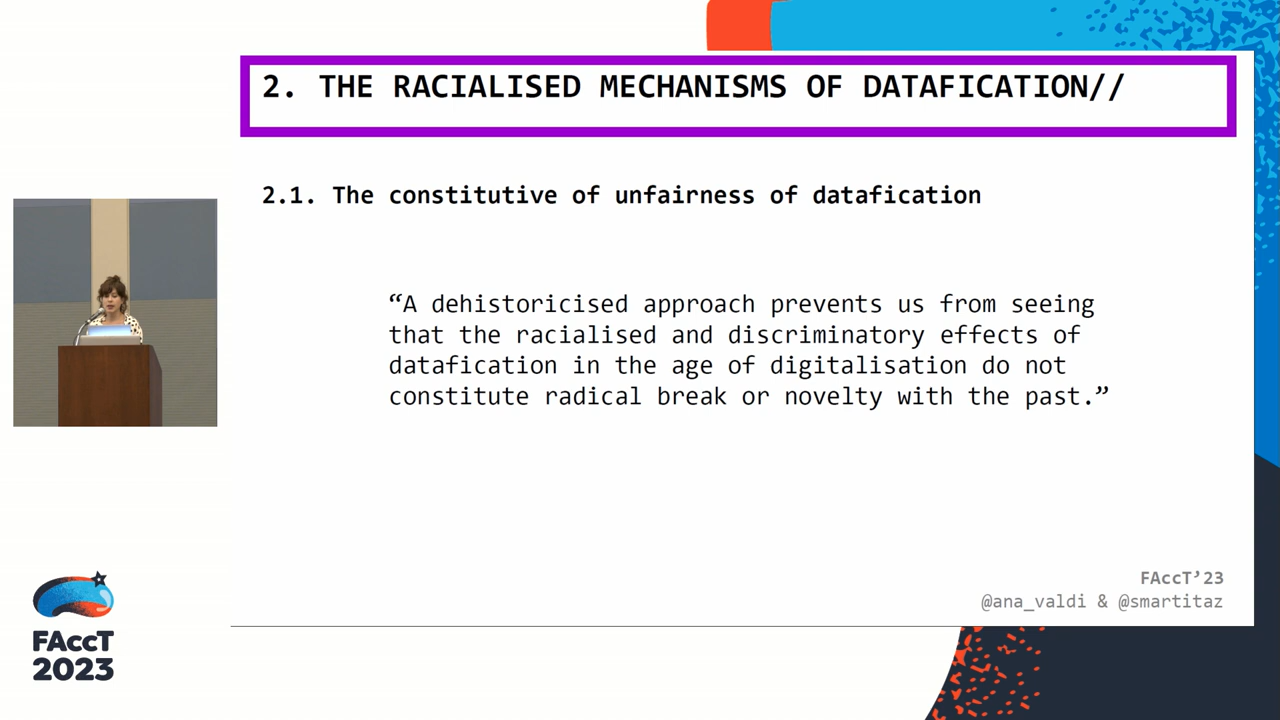 2. THE RACIALISED MECHANISMS OF DATAFICATION//
2.1. The constitutive of unfairness of datafication
“A dehistoricised approach prevents us from seeing
that the racialised and discriminatory effects of
datafication in the age of digitalisation do not
constitute radical break or novelty with the past.”
FAccT’23
@ana_valdi & @smartitaz
FAccT
2023